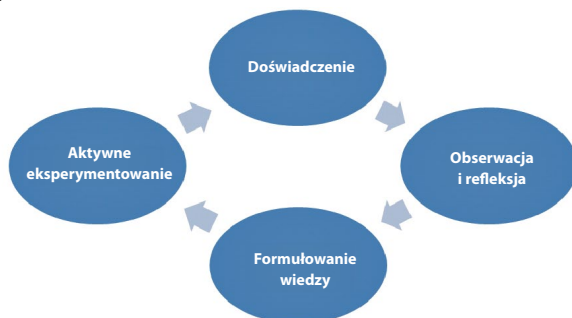 Doświadczenie
Obserwacja
i refleksja
Formułowanie
wiedzy
Aktywne
eksperymentowanie